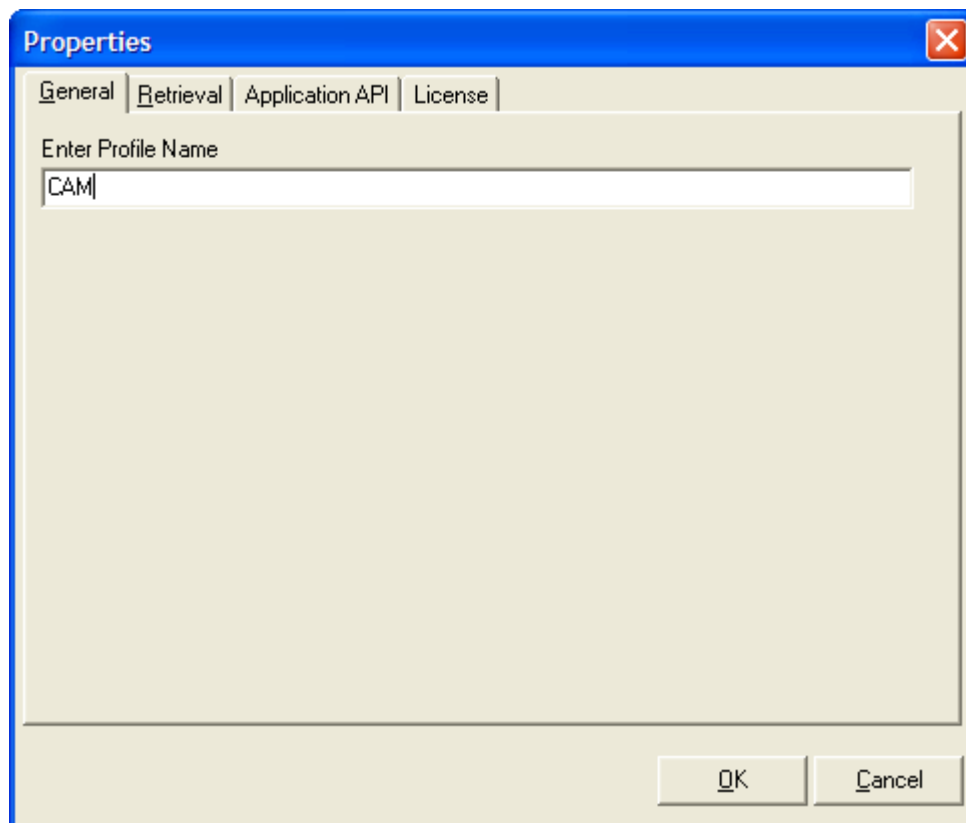 Properties
General Retrieval Application API License
Enter Profile Name
CAM
OK Cancel